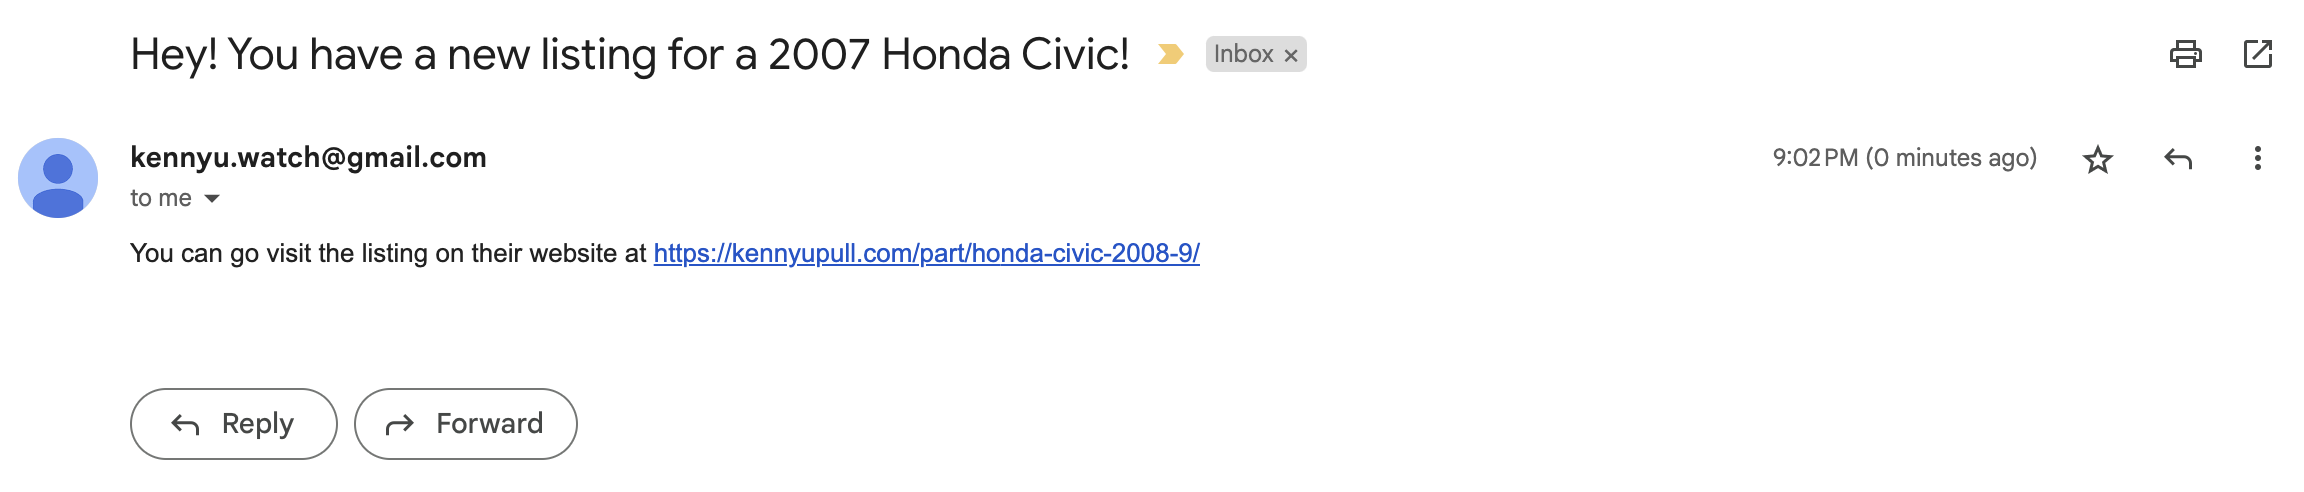 Hey! You have a new listing for a 2007 Honda Civic! Inbox ×
kennyu.watch@gmail.com 9:02 PM (0 minutes ago)
to me
You can go visit the listing on their website at https://kennyupull.com/part/honda-civic-2008-9/
Reply Forward